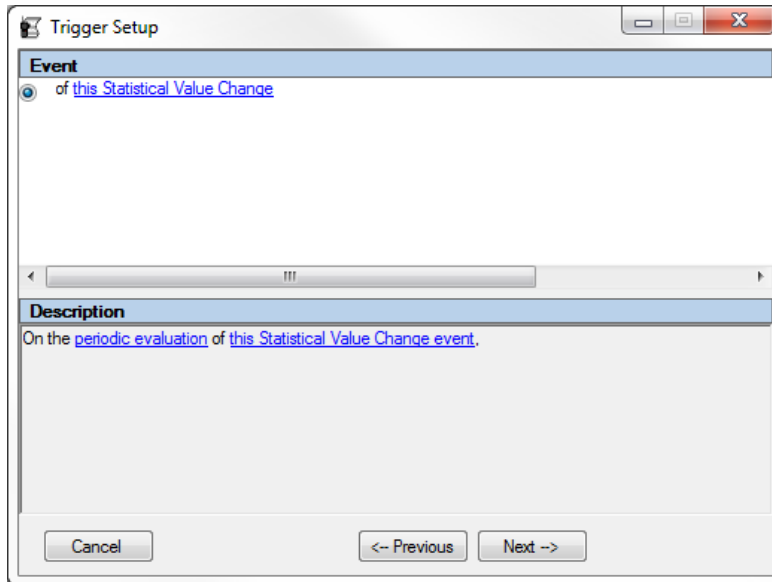 Trigger Setup
Event
of this Statistical Value Change
Description
On the periodic evaluation of this Statistical Value Change event,
Cancel <-- Previous Next -->